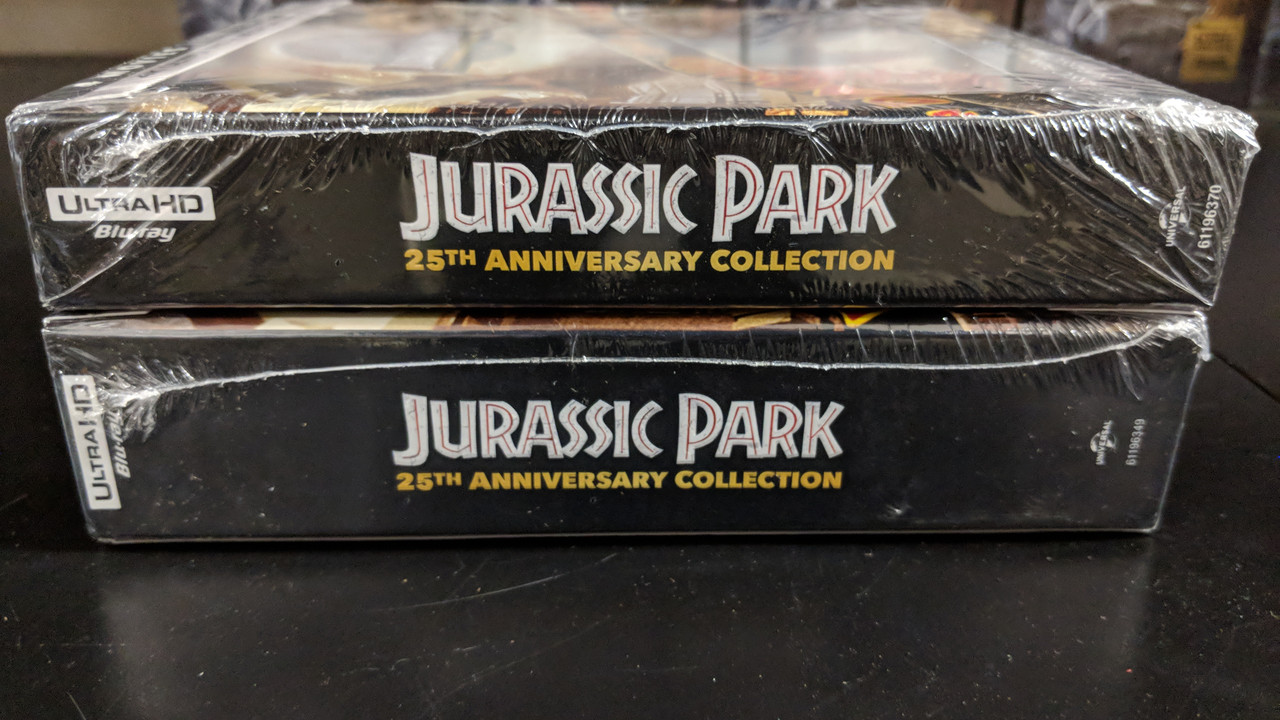 ULTRA HD
Blu-ray
JURASSIC PARK
25TH ANNIVERSARY COLLECTION
UNIVERSAL
61196370
ULTRA HD
Blu-ray
JURASSIC PARK
25TH ANNIVERSARY COLLECTION
UNIVERSAL
61196349